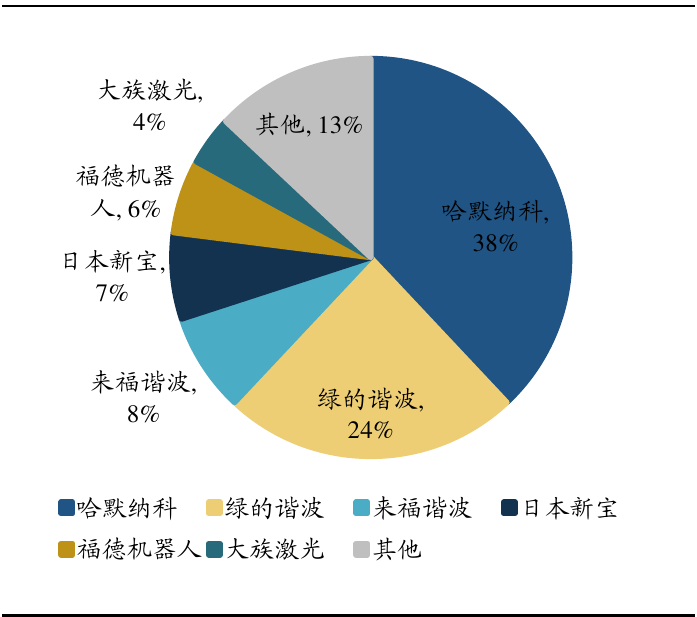 大族激光,
4%
其他, 13%
福德机器
人, 6%
哈默纳科,
38%
日本新宝,
7%
来福谐波,
8%
绿的谐波,
24%
哈默纳科 绿的谐波 来福谐波 日本新宝
福德机器人 大族激光 其他